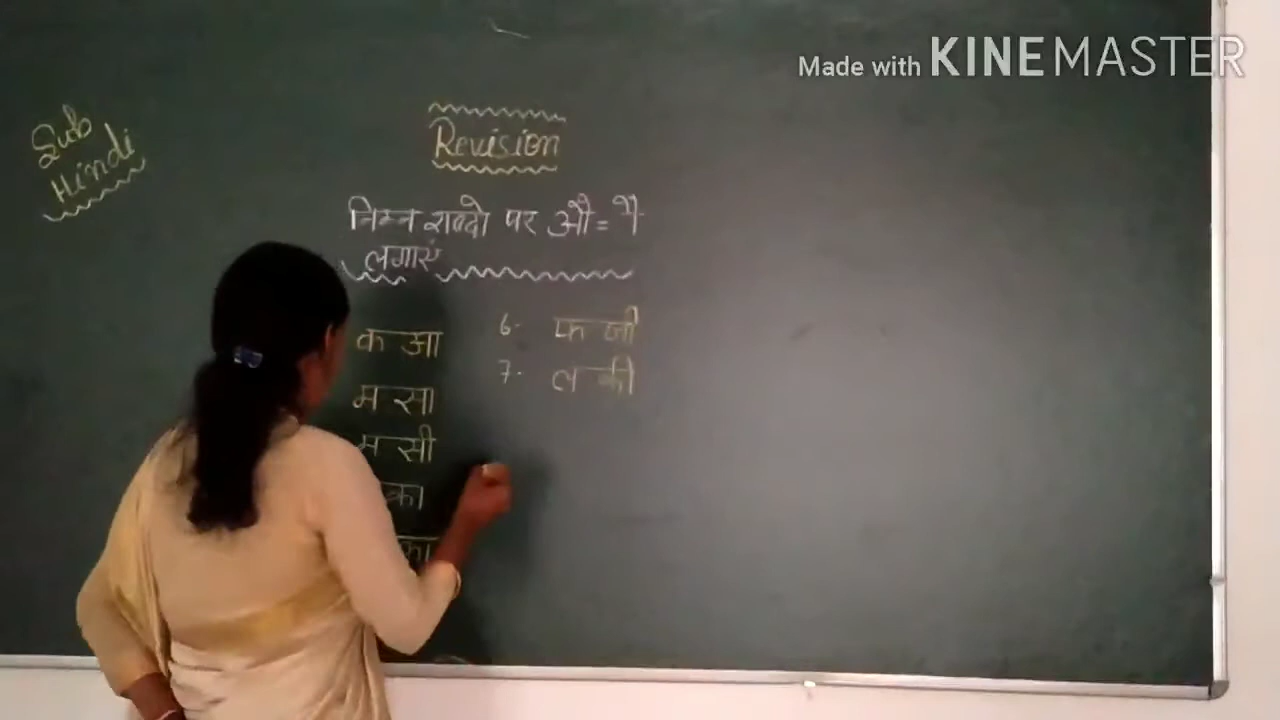 Made with KINEMASTER
Sub
Hindi
Revision
निम्न शब्दो पर औ = ौ
लगाएं
क आ
म सा
म सी
का
का
6. फ जी
7. ल की